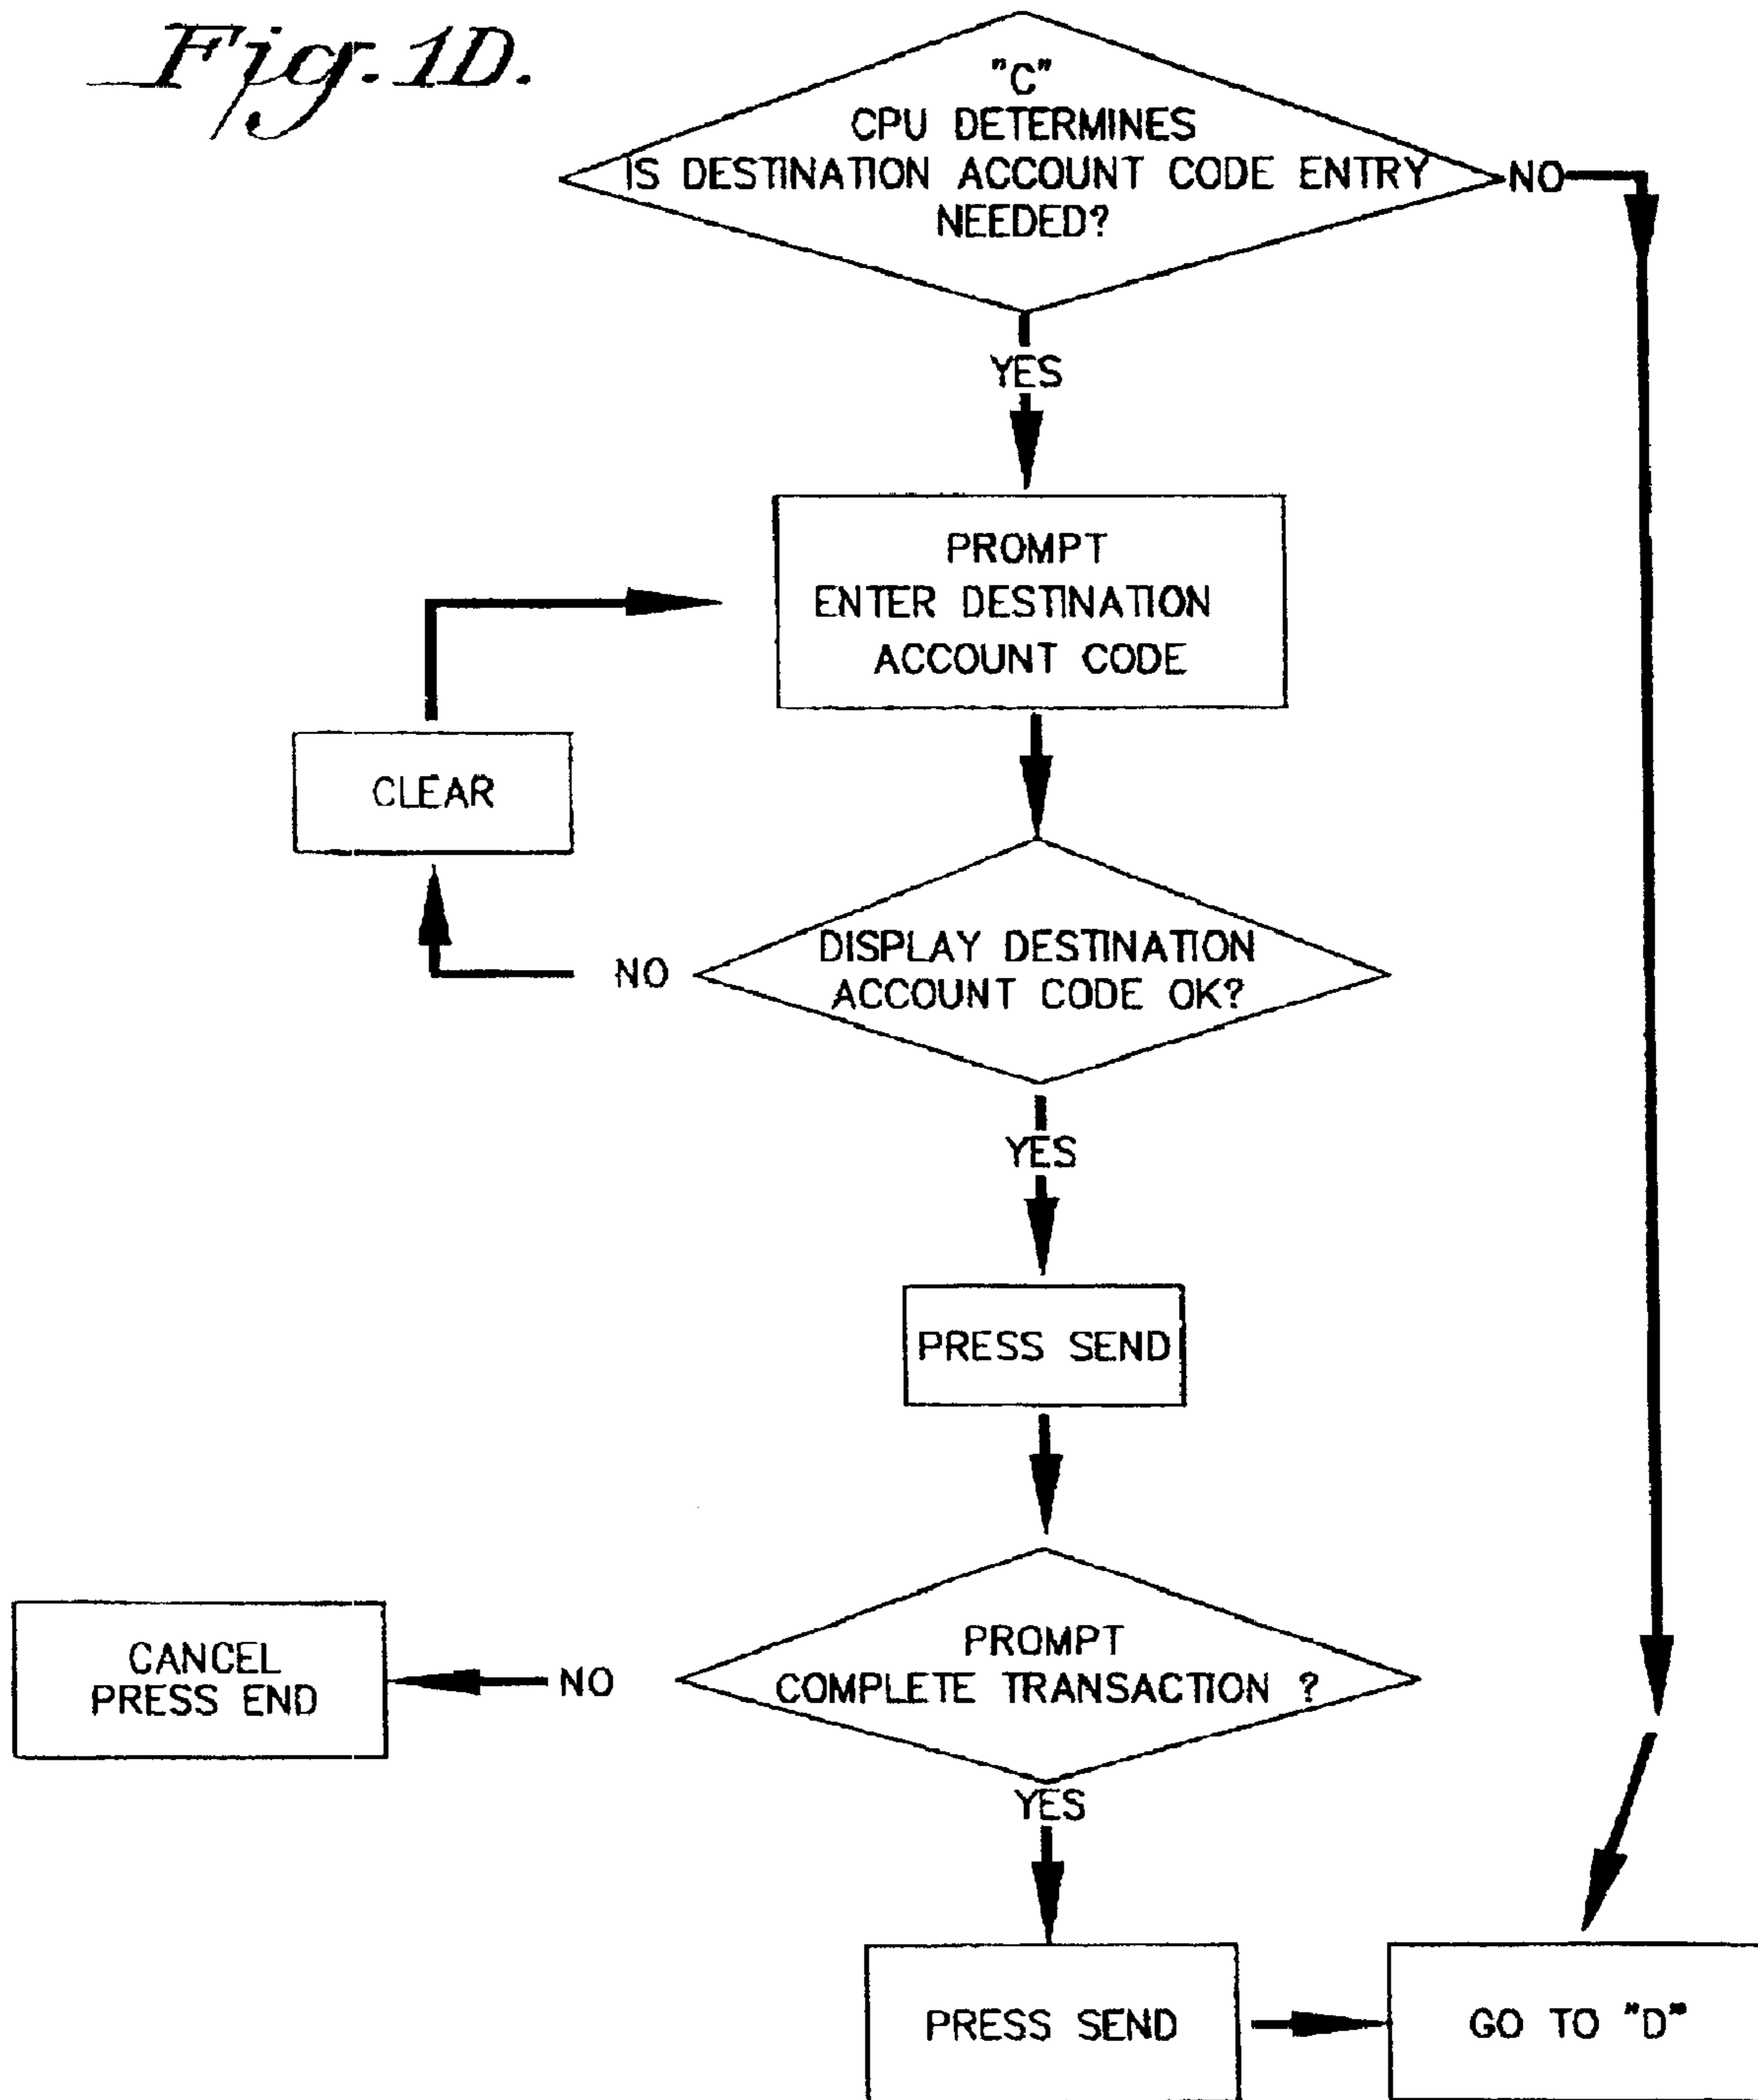 Fig. 1D.
"C"
CPU DETERMINES
IS DESTINATION ACCOUNT CODE ENTRY
NEEDED?
NO
YES
PROMPT
ENTER DESTINATION
ACCOUNT CODE
CLEAR
DISPLAY DESTINATION
ACCOUNT CODE OK?
NO
YES
PRESS SEND
PROMPT
COMPLETE TRANSACTION ?
NO
CANCEL
PRESS END
YES
PRESS SEND
GO TO "D"